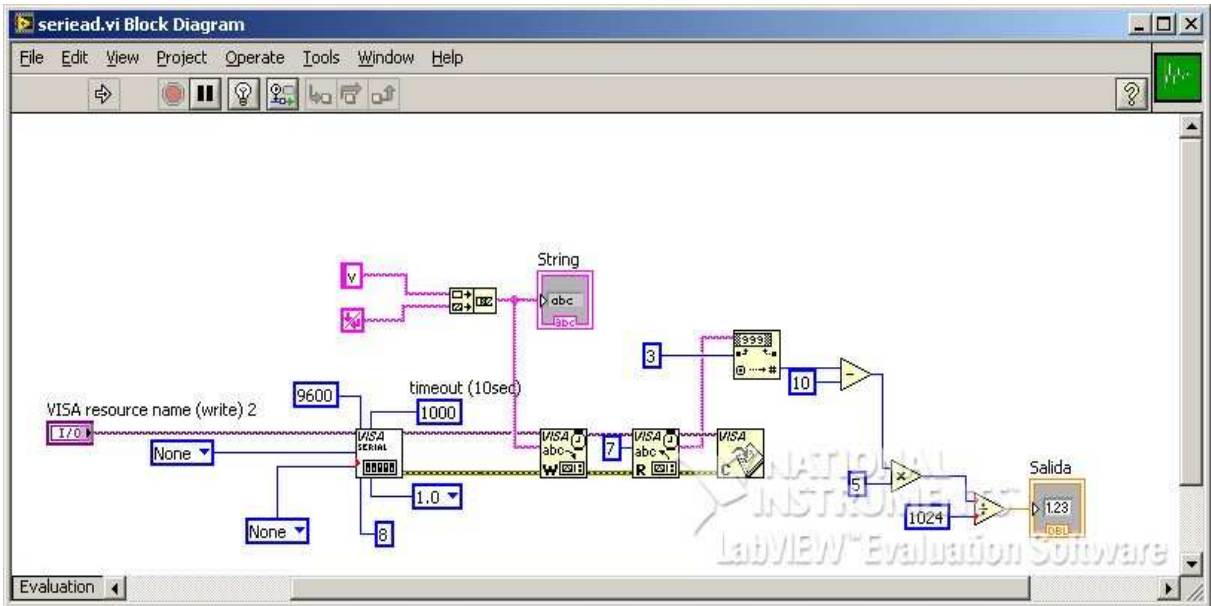 seriead.vi Block Diagram
File Edit View Project Operate Tools Window Help
String
v
abc
abc
999
3
10
timeout (10sec)
9600
1000
VISA resource name (write) 2
I/O
VISA
SERIAL
None
VISA
abc
W
7
VISA
abc
R
VISA
C
1.0
None
8
NATIONAL
INSTRUMENTS
LabVIEW™ Evaluation Software
5
1024
Salida
1.23
DBL
Evaluation